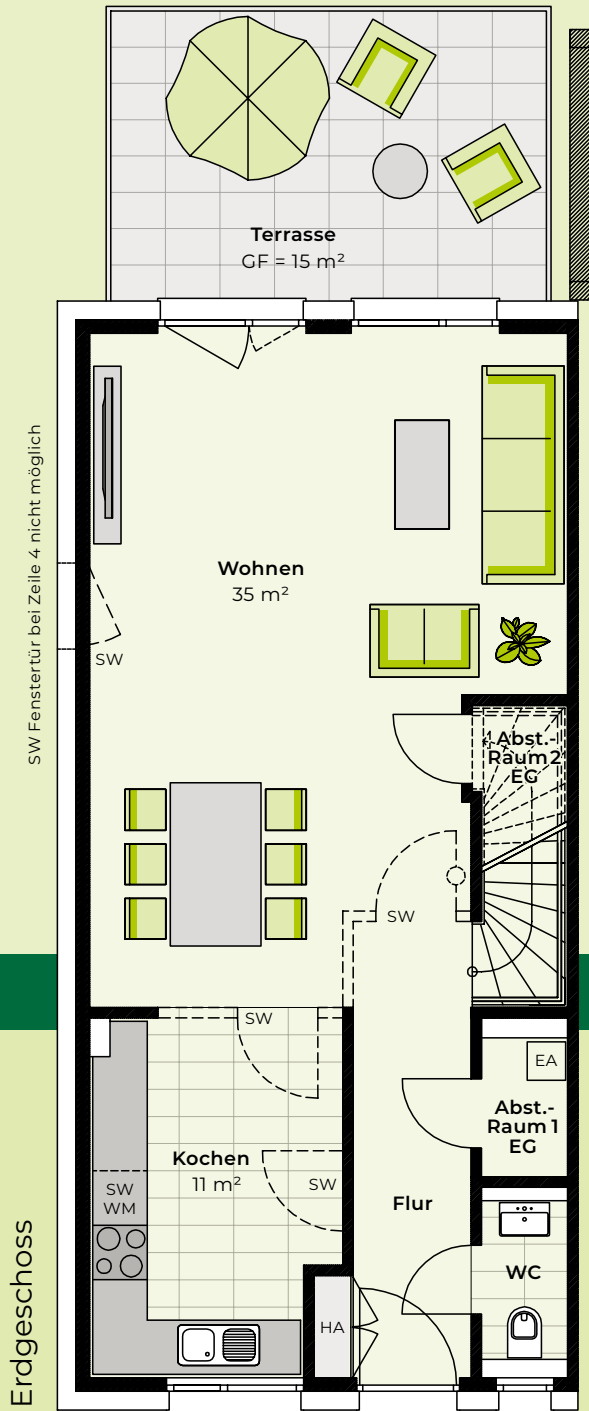 Terrasse
GF = 15 m²
SW Fenstertür bei Zeile 4 nicht möglich
Wohnen
35 m²
SW
Abst.-
Raum 2
EG
SW
SW
EA
Abst.-
Raum 1
EG
Kochen
11 m²
SW
SW
WM
Flur
WC
HA
Erdgeschoss